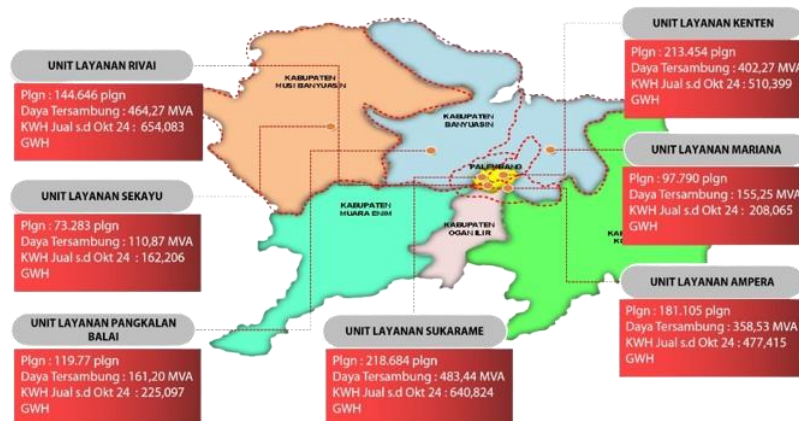 UNIT LAYANAN RIVAI
Plgn : 144.646 plgn
Daya Tersambung : 464,27 MVA
KWH Jual s.d Okt 24 : 654,083
GWH
UNIT LAYANAN SEKAYU
Plgn : 73.283 plgn
Daya Tersambung : 110,87 MVA
KWH Jual s.d Okt 24 : 162,206
GWH
UNIT LAYANAN PANGKALAN
BALAI
Plgn : 119.77 plgn
Daya Tersambung : 161,20 MVA
KWH Jual s.d Okt 24 : 225,097
GWH
KABUPATEN
MUSI BANYUASIN
KABUPATEN
BANYUASIN
PALEMBANG
KABUPATEN
MUARA ENIM
KABUPATEN
OGAN ILIR
UNIT LAYANAN SUKARAME
Plgn : 218.684 plgn
Daya Tersambung : 483,44 MVA
KWH Jual s.d Okt 24 : 640,824
GWH
UNIT LAYANAN KENTEN
Plgn : 213.454 plgn
Daya Tersambung : 402,27 MVA
KWH Jual s.d Okt 24 : 510,399
GWH
UNIT LAYANAN MARIANA
Plgn : 97.790 plgn
Daya Tersambung : 155,25 MVA
KWH Jual s.d Okt 24 : 208,065
GWH
UNIT LAYANAN AMPERA
Plgn : 181.105 plgn
Daya Tersambung : 358,53 MVA
KWH Jual s.d Okt 24 : 477,415
GWH